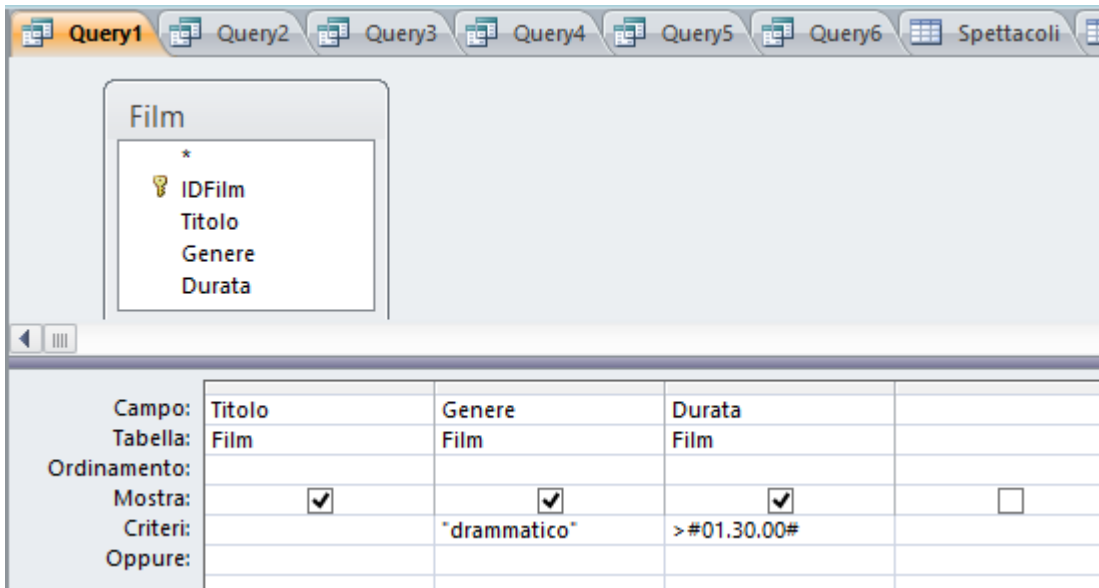 Query1 Query2 Query3 Query4 Query5 Query6 Spettacoli
Film
*
IDFilm
Titolo
Genere
Durata
Campo: Titolo Genere Durata
Tabella: Film Film Film
Ordinamento:
Mostra:
Criteri: "drammatico" >#01.30.00#
Oppure: